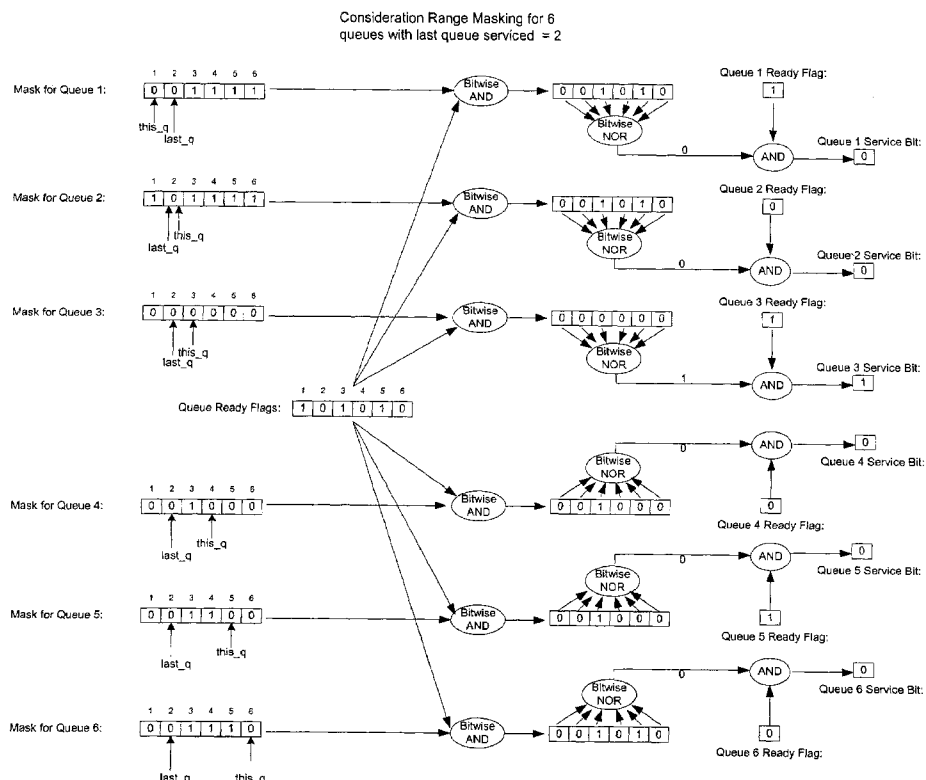 Consideration Range Masking for 6
queues with last queue serviced = 2
1 2 3 4 5 6
Mask for Queue 1: 0 0 1 1 1 1
this_q
last_q
Bitwise AND
0 0 1 0 1 0
Bitwise NOR
0
Queue 1 Ready Flag:
1
AND
Queue 1 Service Bit:
0
1 2 3 4 5 6
Mask for Queue 2: 1 0 1 1 1 1
this_q
last_q
Bitwise AND
0 0 1 0 1 0
Bitwise NOR
0
Queue 2 Ready Flag:
0
AND
Queue 2 Service Bit:
0
1 2 3 4 5 6
Mask for Queue 3: 0 0 0 0 0 0
this_q
last_q
Bitwise AND
0 0 0 0 0 0
Bitwise NOR
1
Queue 3 Ready Flag:
1
AND
Queue 3 Service Bit:
1
1 2 3 4 5 6
Queue Ready Flags: 1 0 1 0 1 0
1 2 3 4 5 6
Mask for Queue 4: 0 0 1 0 0 0
last_q
this_q
Bitwise AND
Bitwise NOR
0 0 1 0 0 0
0
AND
0
Queue 4 Service Bit:
0
Queue 4 Ready Flag:
1 2 3 4 5 6
Mask for Queue 5: 0 0 1 1 0 0
last_q
this_q
Bitwise AND
Bitwise NOR
0 0 1 0 0 0
0
AND
0
Queue 5 Service Bit:
1
Queue 5 Ready Flag:
1 2 3 4 5 6
Mask for Queue 6: 0 0 1 1 1 0
last_q
this_q
Bitwise AND
Bitwise NOR
0 0 1 0 1 0
0
AND
0
Queue 6 Service Bit:
0
Queue 6 Ready Flag: